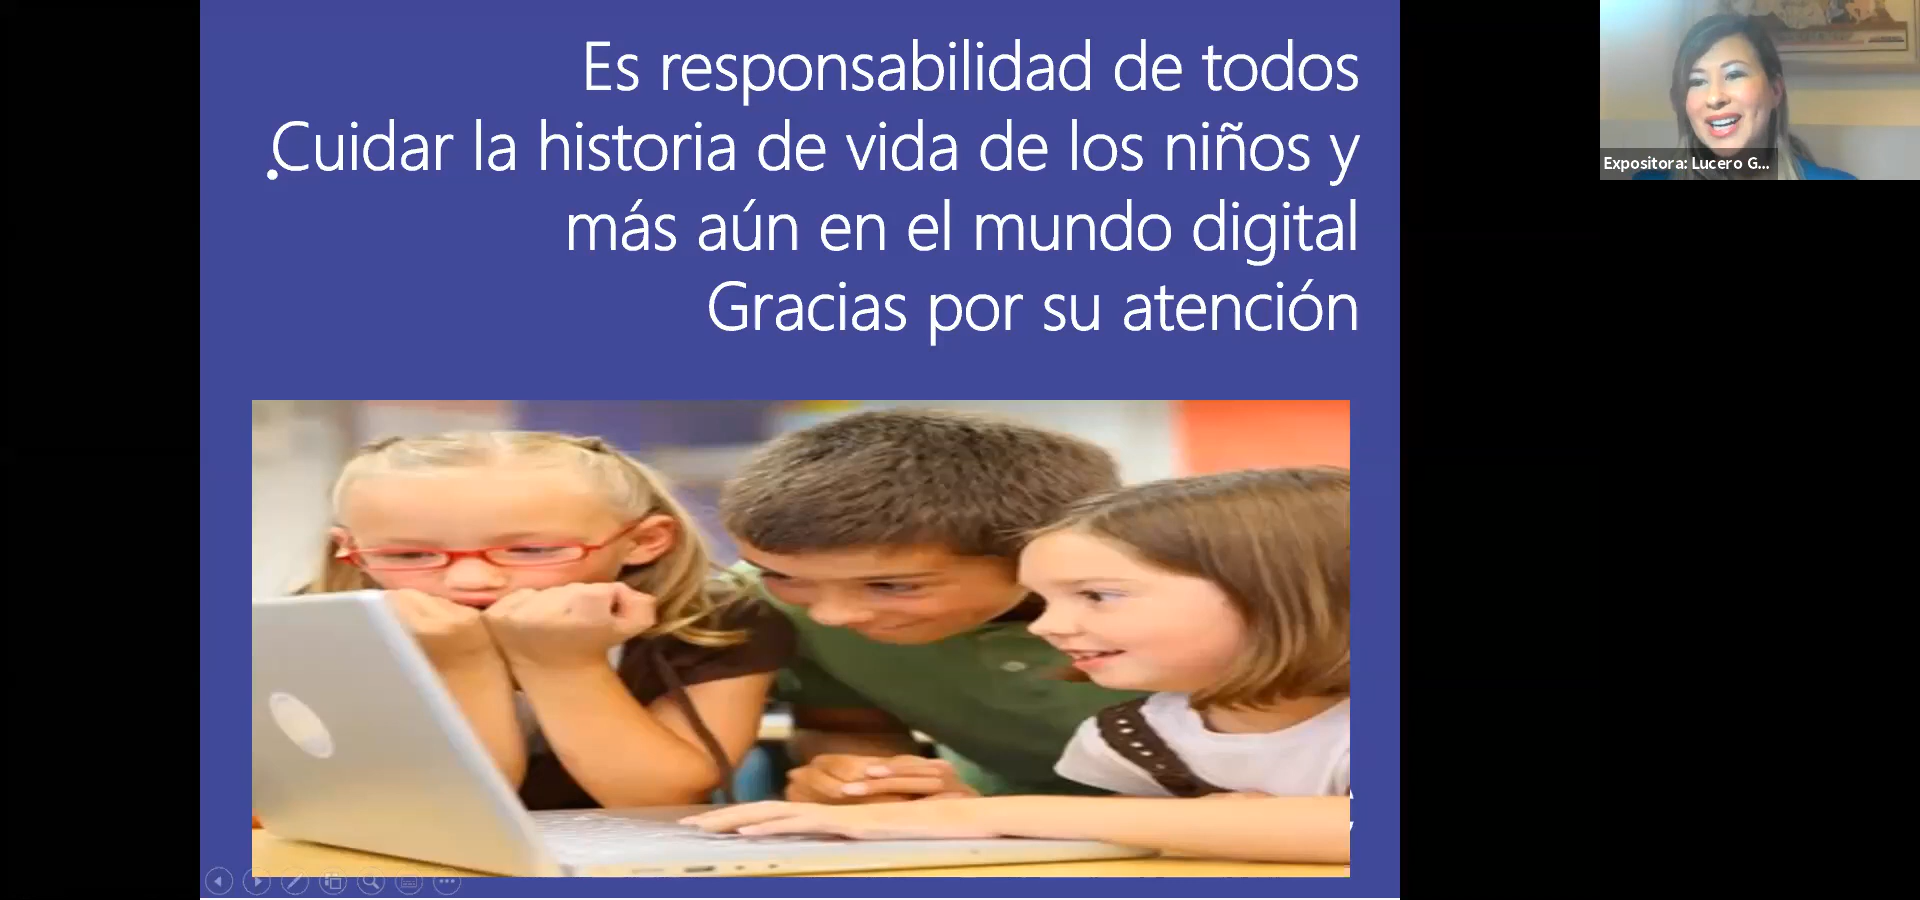 Es responsabilidad de todos
Cuidar la historia de vida de los niños y
más aún en el mundo digital
Gracias por su atención
Expositora: Lucero G...